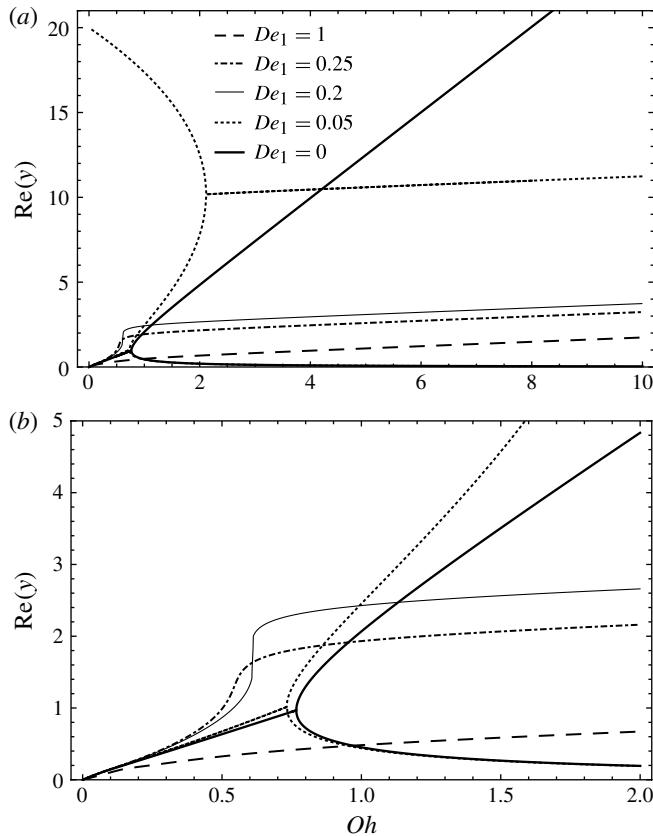 (a)
20
15
10
5
0
Re(y)
De₁ = 1
De₁ = 0.25
De₁ = 0.2
De₁ = 0.05
De₁ = 0
0 2 4 6 8 10
(b)
5
4
3
2
1
0
Re(y)
0 0.5 1.0 1.5 2.0
Oh